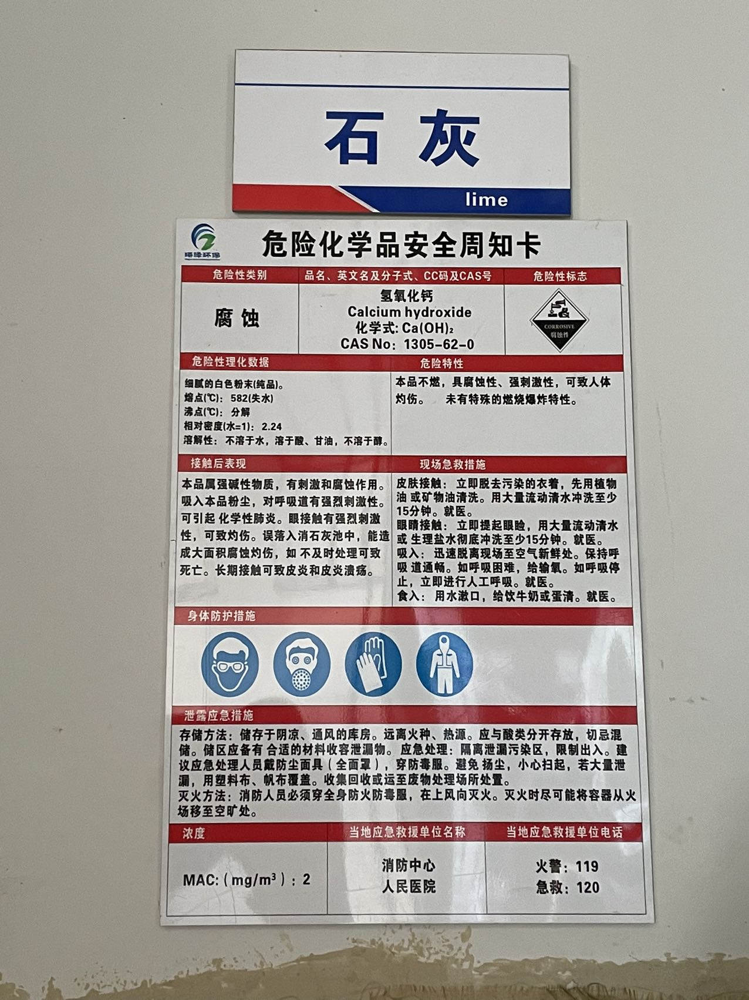 石灰
lime
危险化学品安全周知卡
危险性类别
品名、英文名及分子式、CC码及CAS号
危险性标志
腐蚀
氢氧化钙
Calcium hydroxide
化学式: Ca(OH)₂
CAS No: 1305-62-0
CORROSIVE
腐蚀性
危险性理化数据
危险特性
细腻的白色粉末(纯品)。
熔点(℃): 582(失水)
沸点(℃): 分解
相对密度(水=1): 2.24
溶解性: 不溶于水，溶于酸、甘油，不溶于醇。
本品不燃，具腐蚀性、强刺激性，可致人体
灼伤。 未有特殊的燃烧爆炸特性。
接触后表现
现场急救措施
本品属强碱性物质，有刺激和腐蚀作用。
吸入本品粉尘，对呼吸道有强烈刺激性。
可引起 化学性肺炎。眼接触有强烈刺激
性，可致灼伤。误落入消石灰池中，能造
成大面积腐蚀灼伤，如 不及时处理可致
死亡。长期接触可致皮炎和皮炎溃疡。
皮肤接触: 立即脱去污染的衣着，先用植物
油 或矿物油清洗。用大量流动清水冲洗至少
15分钟。就医。
眼睛接触: 立即提起眼睑，用大量流动清水
或 生理盐水彻底冲洗至少15分钟。就医。
吸入: 迅速脱离现场至空气新鲜处。保持呼
吸 道通畅。如呼吸困难，给输氧。如呼吸停
止，立即进行人工呼吸。就医。
食入: 用水漱口，给饮牛奶或蛋清。就医。
身体防护措施
泄露应急措施
存储方法: 储存于阴凉、通风的库房。远离火种、热源。应与酸类分开存放，切忌混
储。储区应备有 合适的材料收容泄漏物。应急处理: 隔离泄漏污染区，限制出入。建
议应急处理人员戴防尘面具（全面罩），穿防毒服。避免 扬尘，小心扫起，若大量泄
漏，用塑料布、帆布覆盖。收集回收或运至废物处理场所处置。
灭火方法: 消防人员必须穿全身防火防毒服，在上风向灭火。灭火时尽可能将容器从火
场移至空旷处。
浓度
当地应急救援单位名称
当地应急救援单位电话
MAC:（mg/m³）: 2
消防中心
人民医院
火警: 119
急救: 120